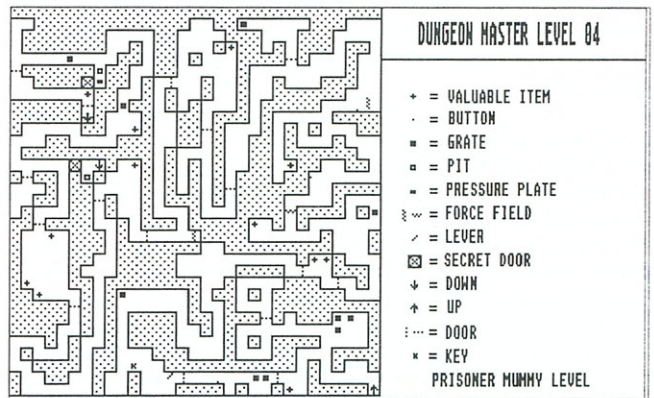 DUNGEON MASTER LEVEL 04
+ = VALUABLE ITEM
· = BUTTON
▪ = GRATE
▫ = PIT
- = PRESSURE PLATE
= FORCE FIELD
⸝ = LEVER
☒ = SECRET DOOR
↓ = DOWN
↑ = UP
⋮ ··· = DOOR
к = KEY
PRISONER MUMMY LEVEL